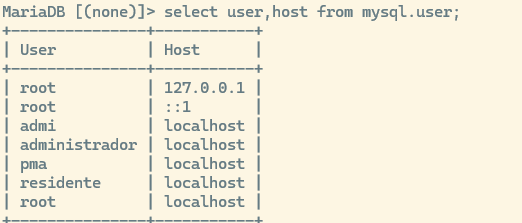 MariaDB [(none)]> select user,host from mysql.user;
+---------------+-----------+
| User          | Host      |
+---------------+-----------+
| root          | 127.0.0.1 |
| root          | ::1       |
| admi          | localhost |
| administrador | localhost |
| pma           | localhost |
| residente     | localhost |
| root          | localhost |
+---------------+-----------+